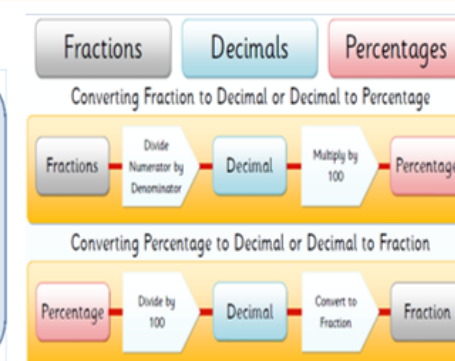 Fractions Decimals Percentages
Converting Fraction to Decimal or Decimal to Percentage
Fractions
Divide
Numerator by
Denominator
Decimal
Multiply by
100
Percentage
Converting Percentage to Decimal or Decimal to Fraction
Percentage
Divide by
100
Decimal
Convert to
Fraction
Fraction